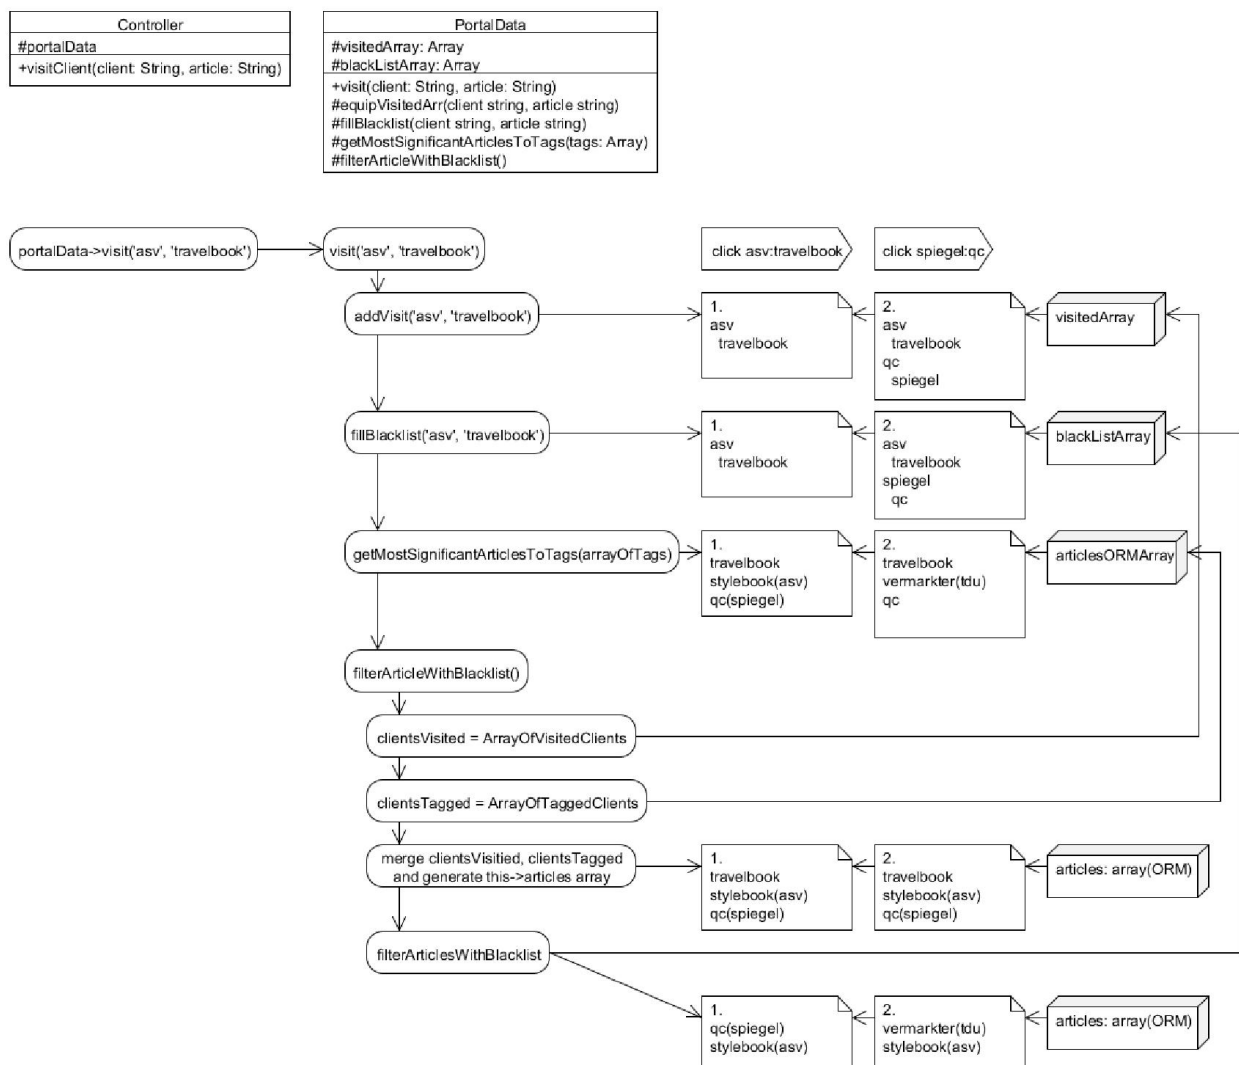 Controller
#portalData
+visitClient(client: String, article: String)
PortalData
#visitedArray: Array
#blackListArray: Array
+visit(client: String, article: String)
#equipVisitedArr(client string, article string)
#fillBlacklist(client string, article string)
#getMostSignificantArticlesToTags(tags: Array)
#filterArticleWithBlacklist()
portalData->visit('asv', 'travelbook')
visit('asv', 'travelbook')
click asv:travelbook
click spiegel:qc
addVisit('asv', 'travelbook')
1.
asv
travelbook
2.
asv
travelbook
qc
spiegel
visitedArray
fillBlacklist('asv', 'travelbook')
1.
asv
travelbook
2.
asv
travelbook
spiegel
qc
blackListArray
getMostSignificantArticlesToTags(arrayOfTags)
1.
travelbook
stylebook(asv)
qc(spiegel)
2.
travelbook
vermarkter(tdu)
qc
articlesORMArray
filterArticleWithBlacklist()
clientsVisited = ArrayOfVisitedClients
clientsTagged = ArrayOfTaggedClients
merge clientsVisitied, clientsTagged
and generate this->articles array
1.
travelbook
stylebook(asv)
qc(spiegel)
2.
travelbook
stylebook(asv)
qc(spiegel)
articles: array(ORM)
filterArticlesWithBlacklist
1.
qc(spiegel)
stylebook(asv)
2.
vermarkter(tdu)
stylebook(asv)
articles: array(ORM)